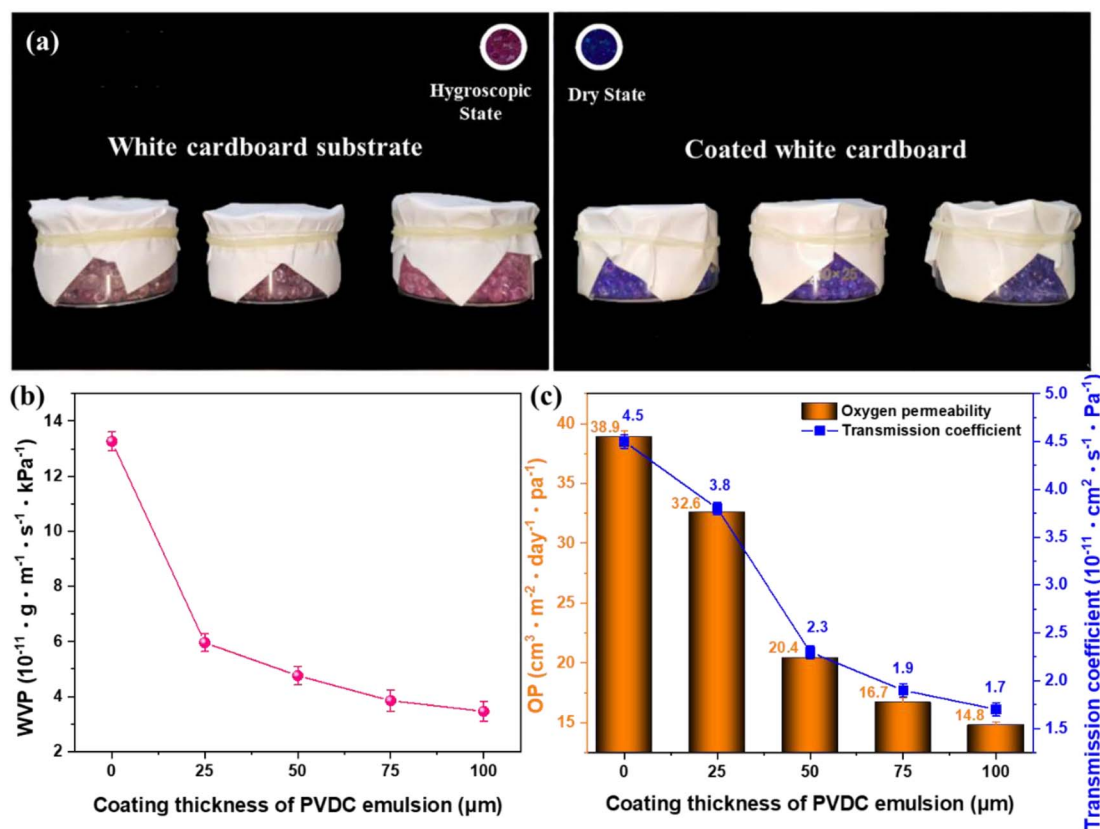 (a)
Hygroscopic
State
Dry State
White cardboard substrate
Coated white cardboard
(b)
WVP (10⁻¹¹ · g · m⁻¹ · s⁻¹ · kPa⁻¹)
14
12
10
8
6
4
2
0
25
50
75
100
Coating thickness of PVDC emulsion (μm)
(c)
OP (cm³ · m⁻² · day⁻¹ · pa⁻¹)
40
35
30
25
20
15
Oxygen permeability
Transmission coefficient
38.9
4.5
32.6
3.8
20.4
2.3
16.7
1.9
14.8
1.7
5.0
4.5
4.0
3.5
3.0
2.5
2.0
1.5
Transmission coefficient (10⁻¹¹ · cm² · s⁻¹ · Pa⁻¹)
0
25
50
75
100
Coating thickness of PVDC emulsion (μm)